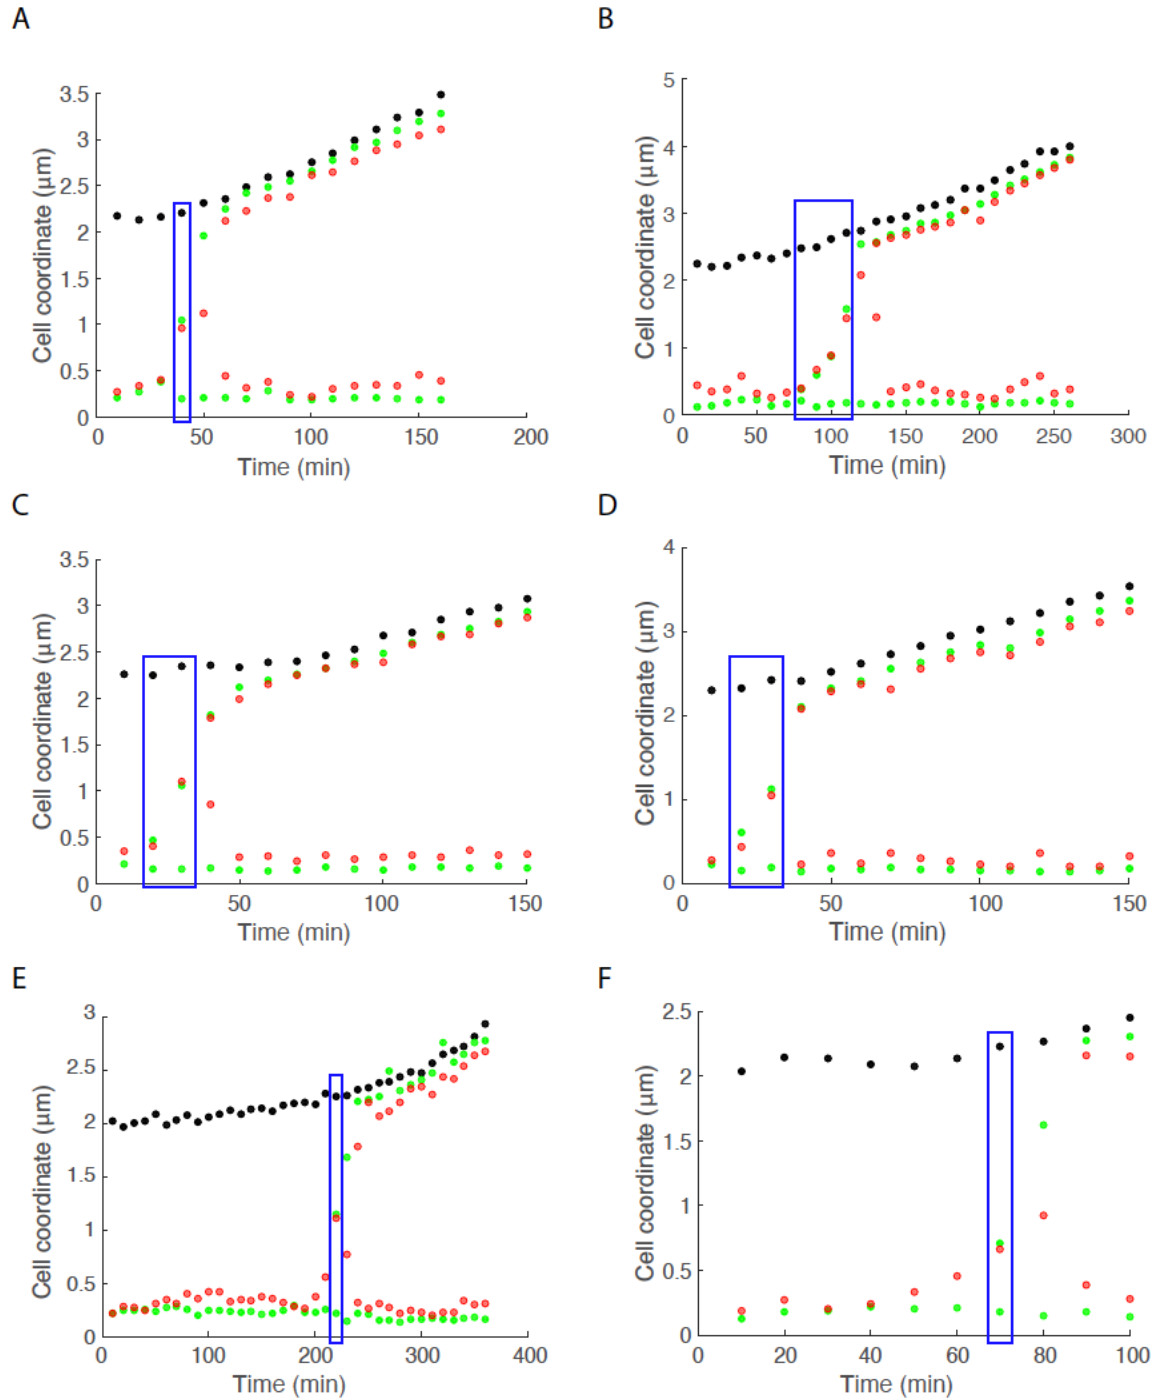 A
3.5
3
2.5
2
1.5
1
0.5
0
0 50 100 150 200
Cell coordinate (µm)
Time (min)
B
5
4
3
2
1
0
0 50 100 150 200 250 300
Cell coordinate (µm)
Time (min)
C
3.5
3
2.5
2
1.5
1
0.5
0
0 50 100 150
Cell coordinate (µm)
Time (min)
D
4
3
2
1
0
0 50 100 150
Cell coordinate (µm)
Time (min)
E
3
2.5
2
1.5
1
0.5
0
0 100 200 300 400
Cell coordinate (µm)
Time (min)
F
2.5
2
1.5
1
0.5
0
0 20 40 60 80 100
Cell coordinate (µm)
Time (min)